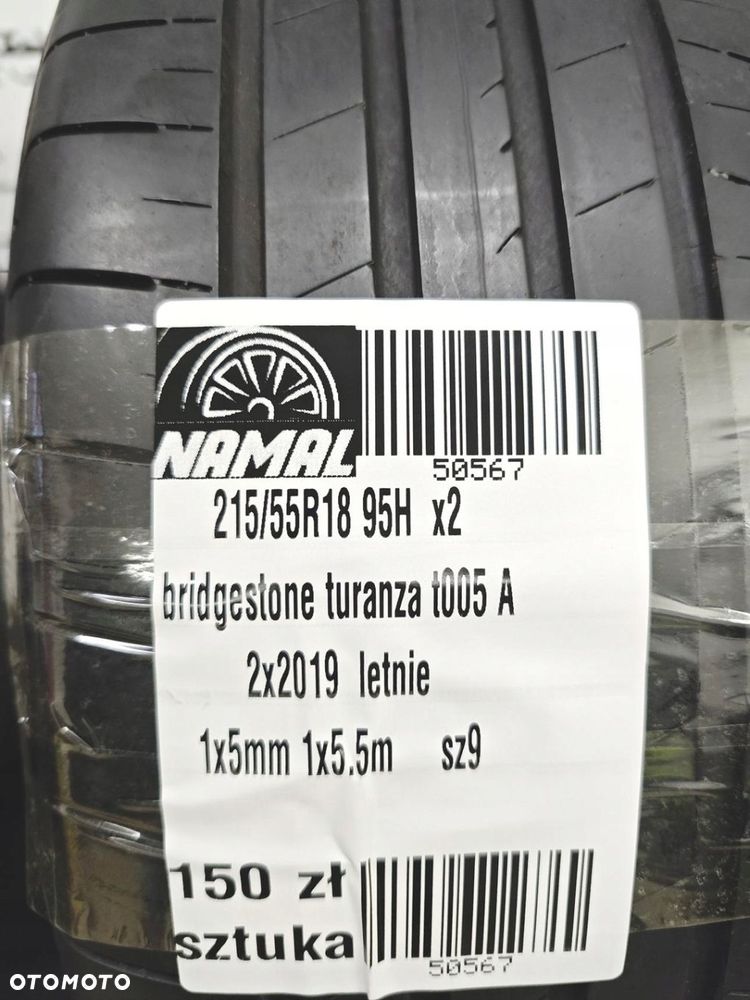 NAMAL
50567
215/55R18 95H x2
bridgestone turanza t005 A
2x2019 letnie
1x5mm 1x5.5m sz9
150 zł
sztuka
50567
OTOMOTO